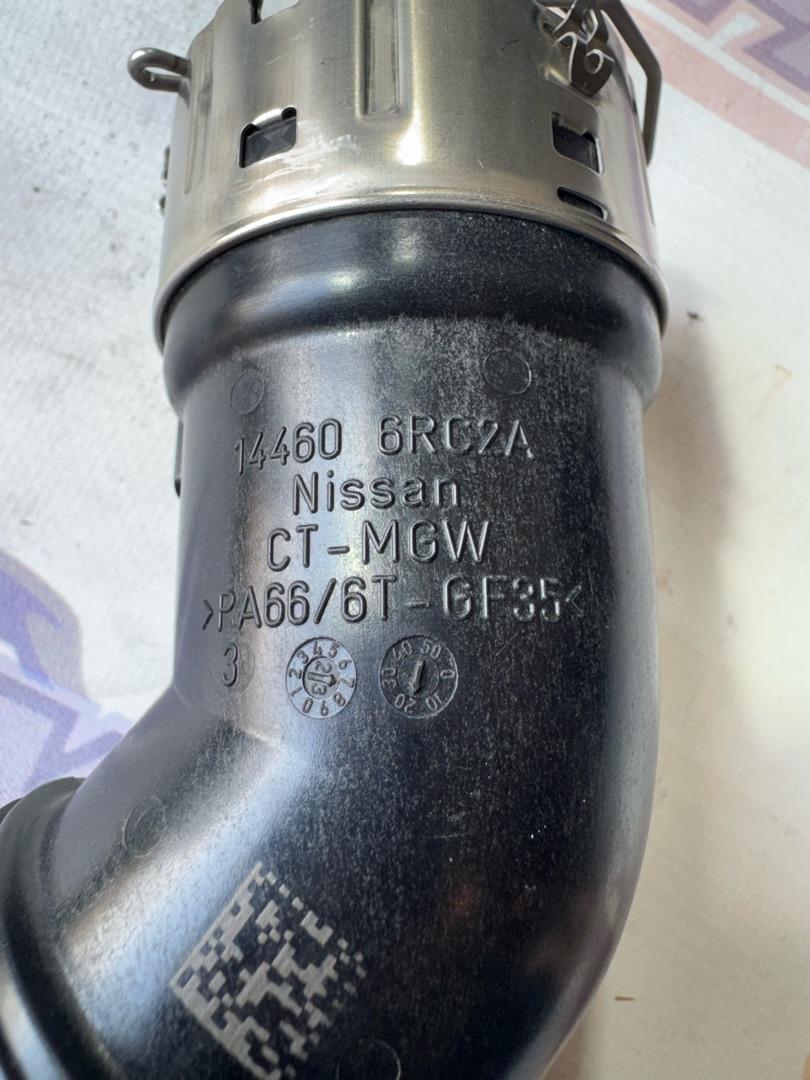 14460 6RC2A
Nissan
CT-MGW
>PA66/6T-GF35<
3